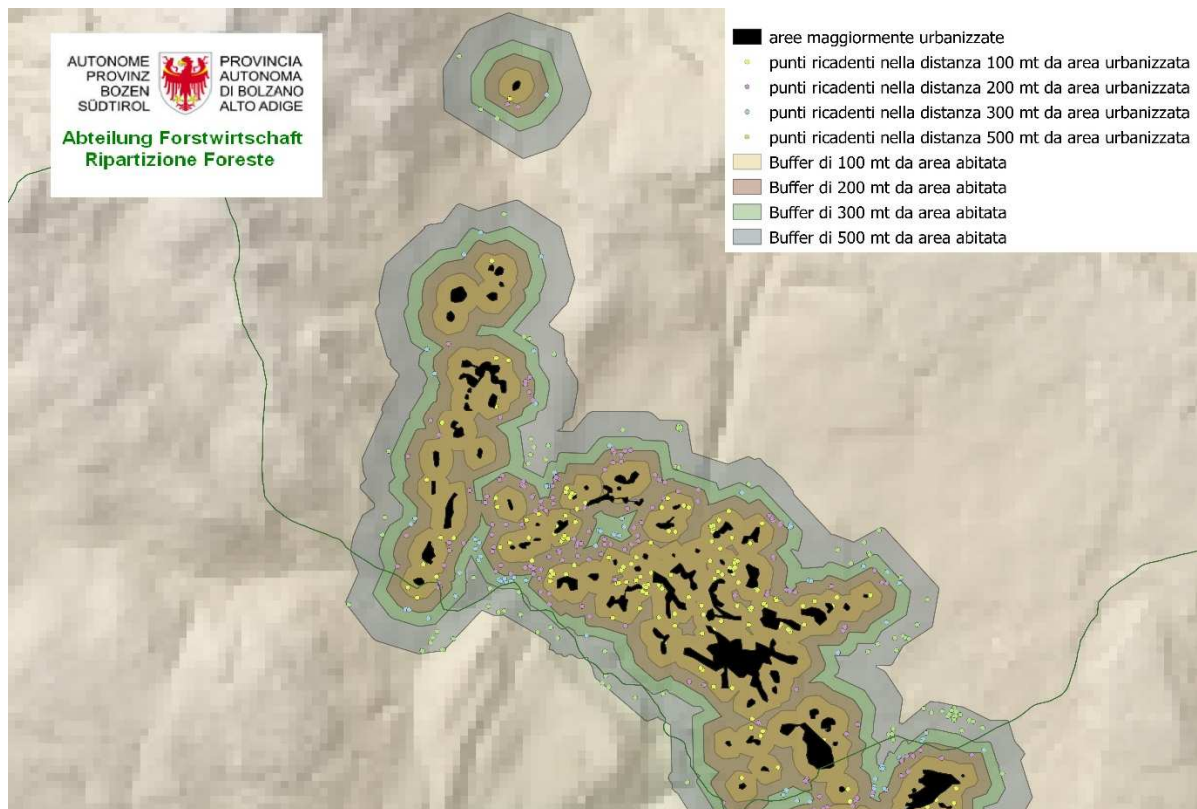 AUTONOME
PROVINZ
BOZEN
SÜDTIROL
PROVINCIA
AUTONOMA
DI BOLZANO
ALTO ADIGE
Abteilung Forstwirtschaft
Ripartizione Foreste
aree maggiormente urbanizzate
punti ricadenti nella distanza 100 mt da area urbanizzata
punti ricadenti nella distanza 200 mt da area urbanizzata
punti ricadenti nella distanza 300 mt da area urbanizzata
punti ricadenti nella distanza 500 mt da area urbanizzata
Buffer di 100 mt da area abitata
Buffer di 200 mt da area abitata
Buffer di 300 mt da area abitata
Buffer di 500 mt da area abitata